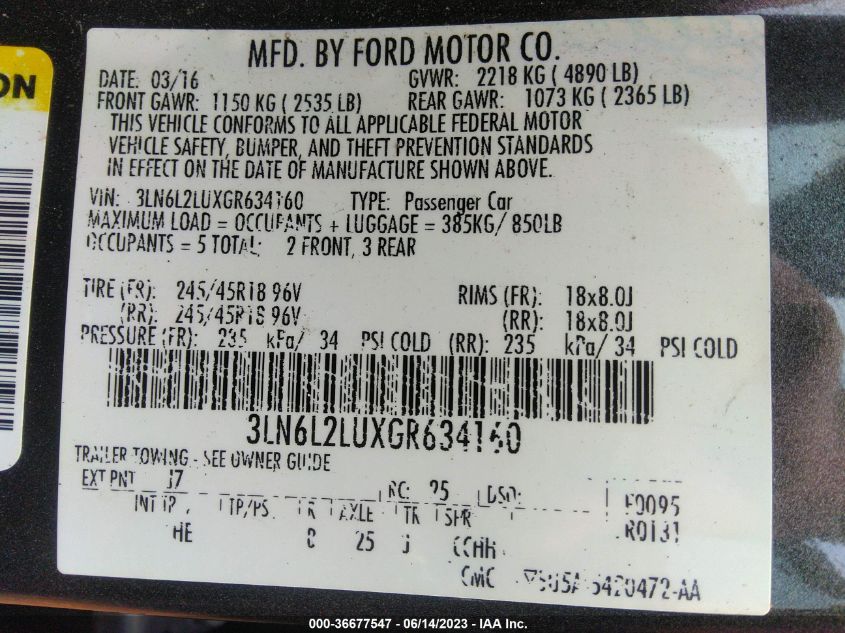 ON
MFD. BY FORD MOTOR CO.
DATE: 03/16 GVWR: 2218 KG ( 4890 LB)
FRONT GAWR: 1150 KG ( 2535 LB) REAR GAWR: 1073 KG ( 2365 LB)
THIS VEHICLE CONFORMS TO ALL APPLICABLE FEDERAL MOTOR
VEHICLE SAFETY, BUMPER, AND THEFT PREVENTION STANDARDS
IN EFFECT ON THE DATE OF MANUFACTURE SHOWN ABOVE.
VIN: 3LN6L2LUXGR634160 TYPE: Passenger Car
MAXIMUM LOAD = OCCUPANTS + LUGGAGE = 385KG/ 850LB
OCCUPANTS = 5 TOTAL: 2 FRONT, 3 REAR
TIRE (FR): 245/45R18 96V RIMS (FR): 18x8.0J
(RR): 245/45R18 96V (RR): 18x8.0J
PRESSURE (FR): 235 kPa/ 34 PSI COLD (RR): 235 kPa/ 34 PSI COLD
3LN6L2LUXGR634160
TRAILER TOWING - SEE OWNER GUIDE
EXT PNT J7 RC: DSO: F0095
TP/PS R AXLE TR SPR R0131
HE 25 J CCHH
000-36677547 - 06/14/2023 - IAA Inc.